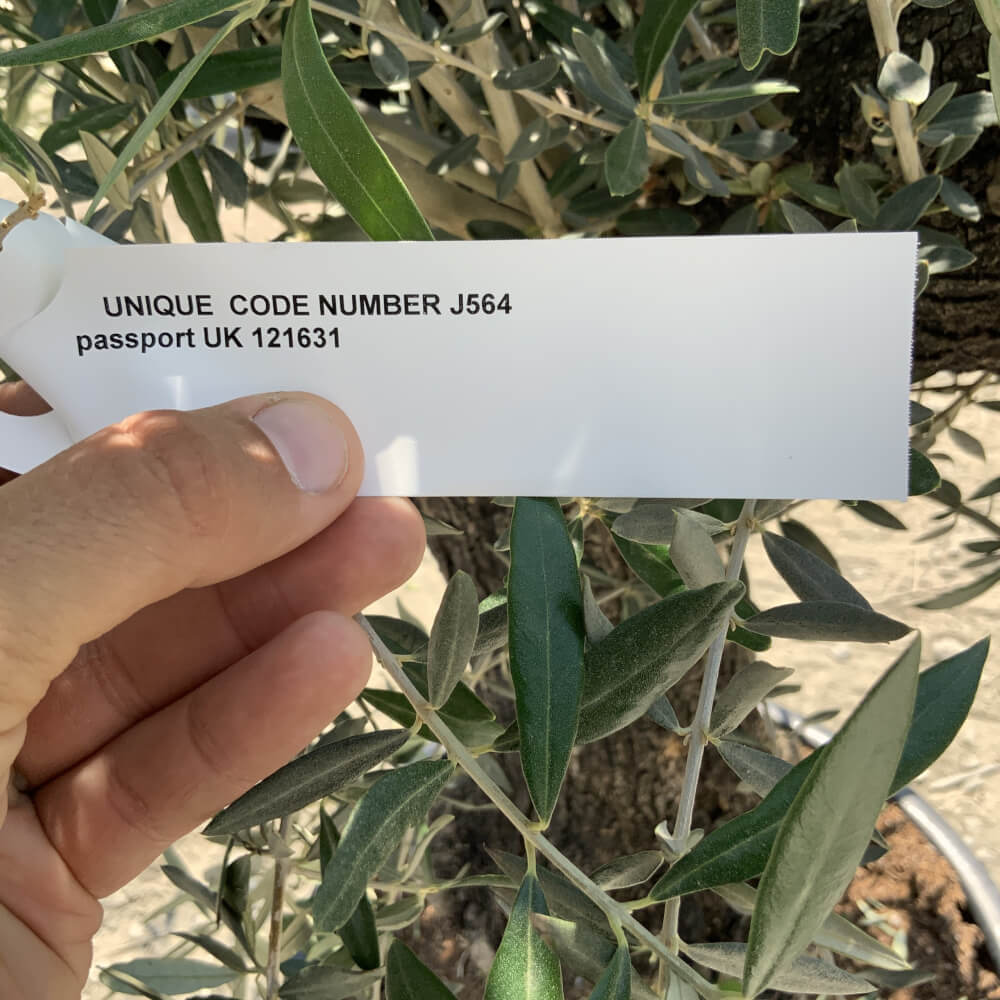 UNIQUE CODE NUMBER J564
passport UK 121631